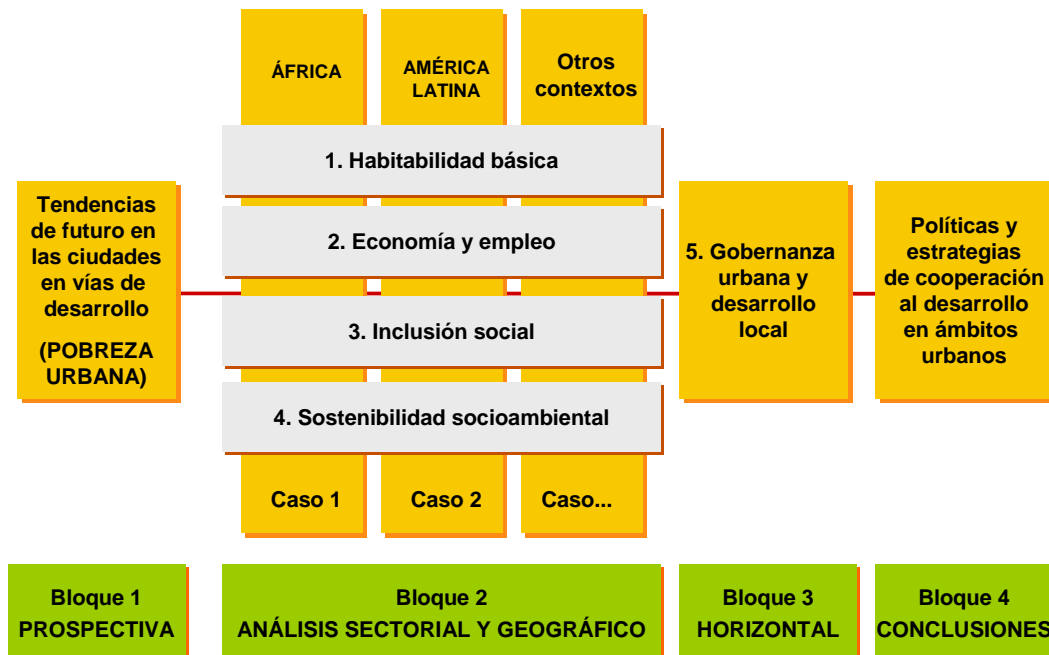 ÁFRICA
AMÉRICA
LATINA
Otros
contextos
1. Habitabilidad básica
2. Economía y empleo
3. Inclusión social
4. Sostenibilidad socioambiental
Caso 1
Caso 2
Caso...
Tendencias
de futuro en
las ciudades
en vías de
desarrollo
(POBREZA
URBANA)
5. Gobernanza
urbana y
desarrollo
local
Políticas y
estrategias
de cooperación
al desarrollo
en ámbitos
urbanos
Bloque 1
PROSPECTIVA
Bloque 2
ANÁLISIS SECTORIAL Y GEOGRÁFICO
Bloque 3
HORIZONTAL
Bloque 4
CONCLUSIONES